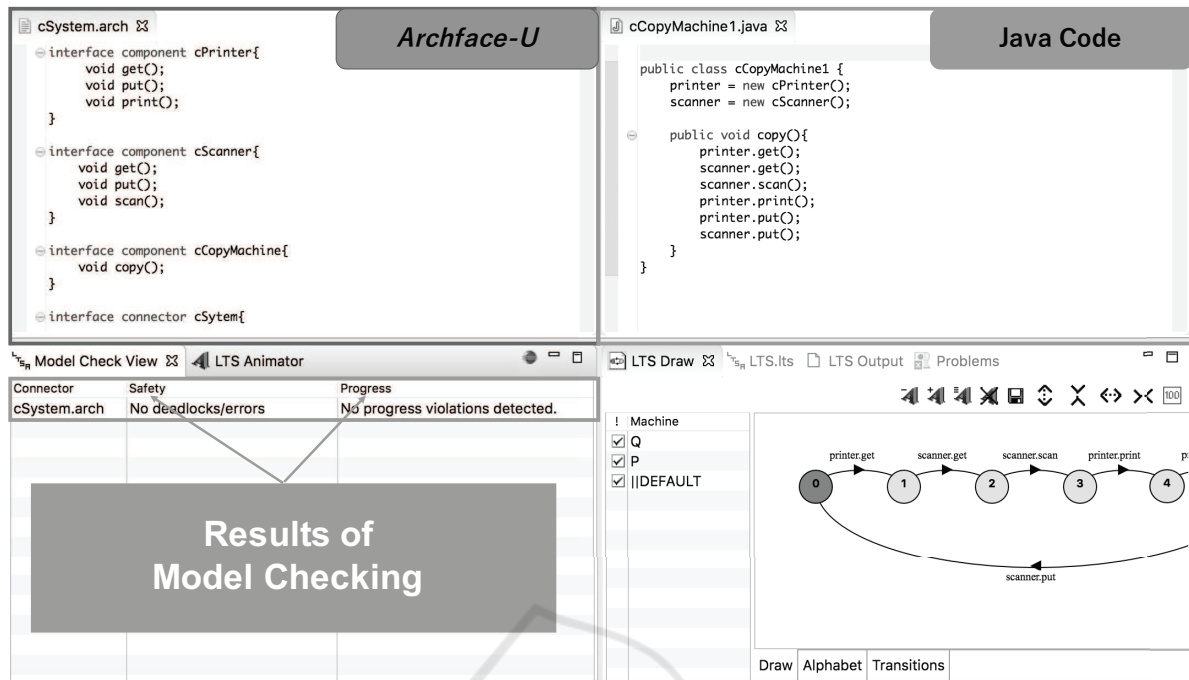 cSystem.arch
Archface-U
interface component cPrinter{
void get();
void put();
void print();
}
interface component cScanner{
void get();
void put();
void scan();
}
interface component cCopyMachine{
void copy();
}
interface connector cSytem{
cCopyMachine1.java
Java Code
public class cCopyMachine1 {
printer = new cPrinter();
scanner = new cScanner();
public void copy(){
printer.get();
scanner.get();
scanner.scan();
printer.print();
printer.put();
scanner.put();
}
}
Model Check View LTS Animator
Connector Safety Progress
cSystem.arch No deadlocks/errors No progress violations detected.
Results of
Model Checking
LTS Draw LTS.lts LTS Output Problems
100
! Machine
Q
P
||DEFAULT
printer.get scanner.get scanner.scan printer.print
0 1 2 3 4
scanner.put
Draw Alphabet Transitions